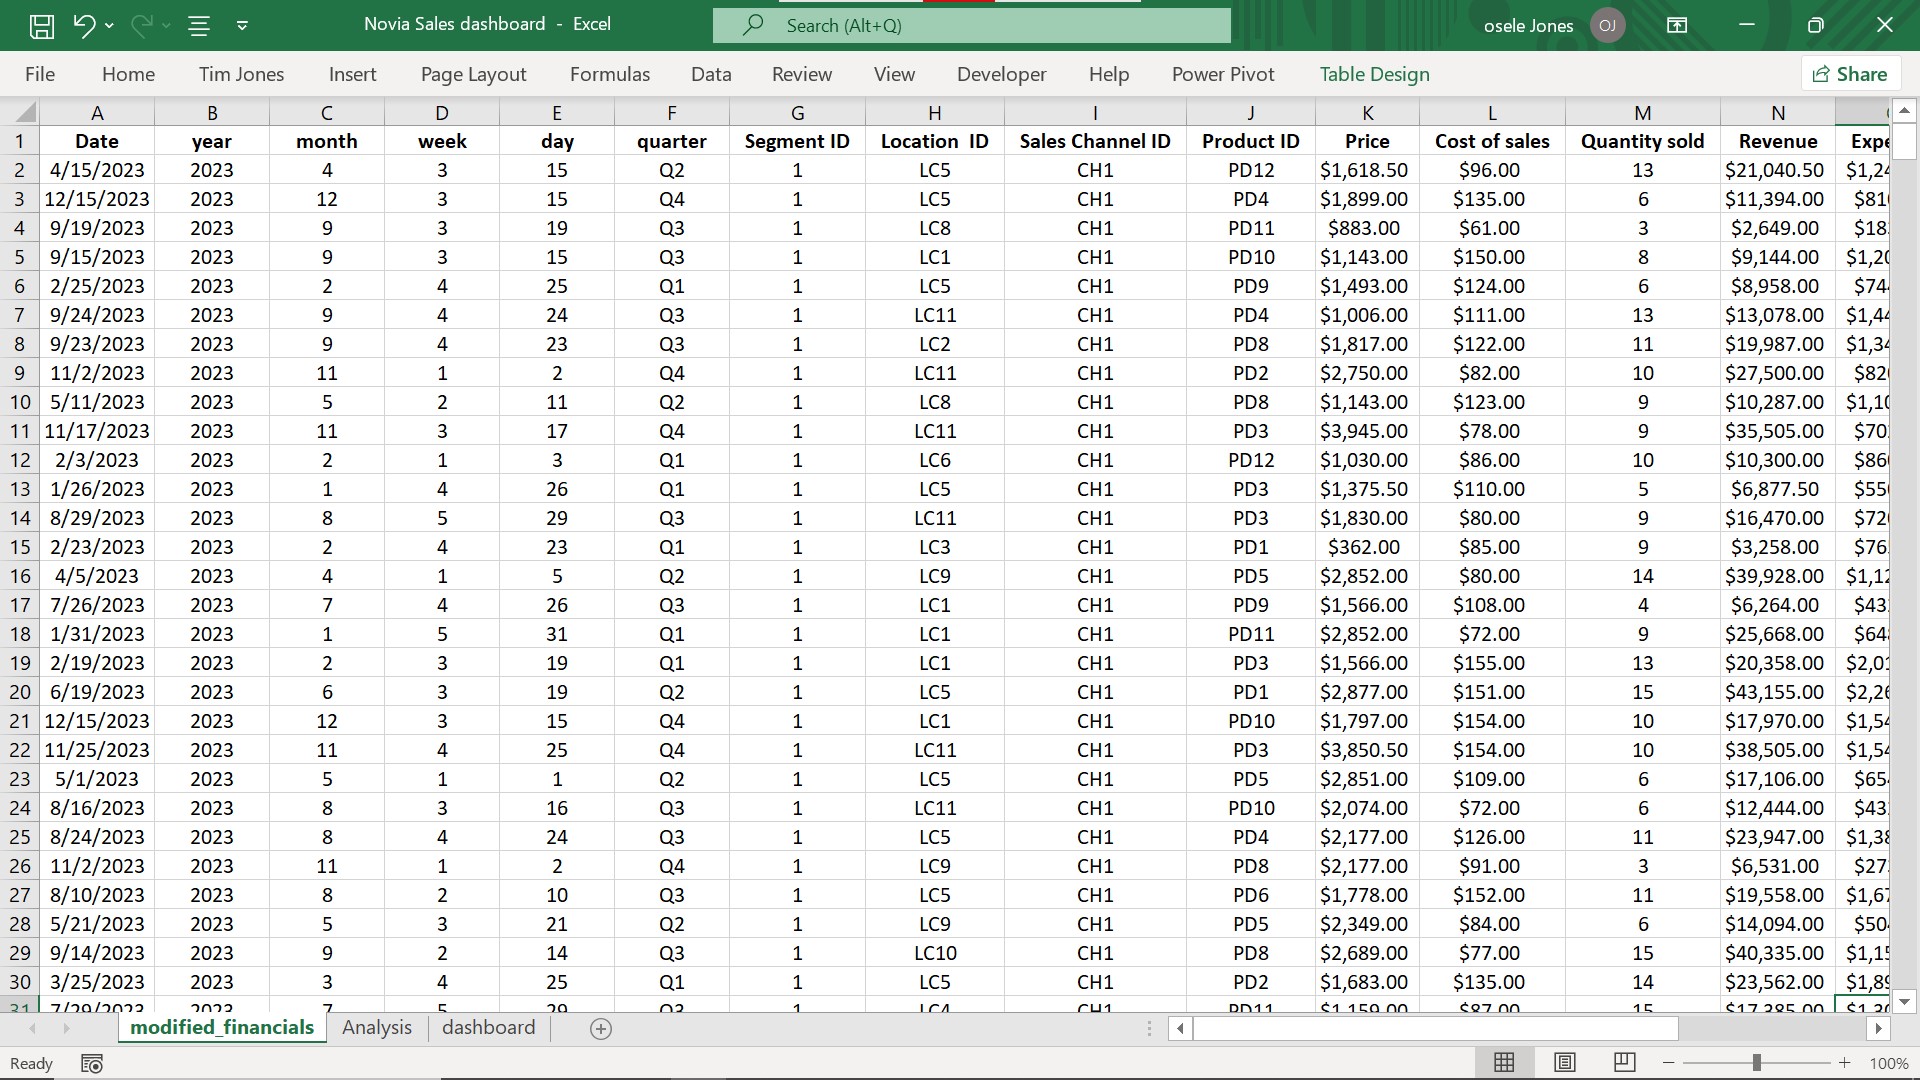 Novia Sales dashboard - Excel Search (Alt+Q) osele Jones OJ
File Home Tim Jones Insert Page Layout Formulas Data Review View Developer Help Power Pivot Table Design Share
A B C D E F G H I J K L M N
1 Date year month week day quarter Segment ID Location ID Sales Channel ID Product ID Price Cost of sales Quantity sold Revenue Expe
2 4/15/2023 2023 4 3 15 Q2 1 LC5 CH1 PD12 $1,618.50 $96.00 13 $21,040.50 $1,24
3 12/15/2023 2023 12 3 15 Q4 1 LC5 CH1 PD4 $1,899.00 $135.00 6 $11,394.00 $81
4 9/19/2023 2023 9 3 19 Q3 1 LC8 CH1 PD11 $883.00 $61.00 3 $2,649.00 $18
5 9/15/2023 2023 9 3 15 Q3 1 LC1 CH1 PD10 $1,143.00 $150.00 8 $9,144.00 $1,20
6 2/25/2023 2023 2 4 25 Q1 1 LC5 CH1 PD9 $1,493.00 $124.00 6 $8,958.00 $74
7 9/24/2023 2023 9 4 24 Q3 1 LC11 CH1 PD4 $1,006.00 $111.00 13 $13,078.00 $1,44
8 9/23/2023 2023 9 4 23 Q3 1 LC2 CH1 PD8 $1,817.00 $122.00 11 $19,987.00 $1,34
9 11/2/2023 2023 11 1 2 Q4 1 LC11 CH1 PD2 $2,750.00 $82.00 10 $27,500.00 $82
10 5/11/2023 2023 5 2 11 Q2 1 LC8 CH1 PD8 $1,143.00 $123.00 9 $10,287.00 $1,10
11 11/17/2023 2023 11 3 17 Q4 1 LC11 CH1 PD3 $3,945.00 $78.00 9 $35,505.00 $70
12 2/3/2023 2023 2 1 3 Q1 1 LC6 CH1 PD12 $1,030.00 $86.00 10 $10,300.00 $86
13 1/26/2023 2023 1 4 26 Q1 1 LC5 CH1 PD3 $1,375.50 $110.00 5 $6,877.50 $55
14 8/29/2023 2023 8 5 29 Q3 1 LC11 CH1 PD3 $1,830.00 $80.00 9 $16,470.00 $72
15 2/23/2023 2023 2 4 23 Q1 1 LC3 CH1 PD1 $362.00 $85.00 9 $3,258.00 $76
16 4/5/2023 2023 4 1 5 Q2 1 LC9 CH1 PD5 $2,852.00 $80.00 14 $39,928.00 $1,12
17 7/26/2023 2023 7 4 26 Q3 1 LC1 CH1 PD9 $1,566.00 $108.00 4 $6,264.00 $43
18 1/31/2023 2023 1 5 31 Q1 1 LC1 CH1 PD11 $2,852.00 $72.00 9 $25,668.00 $64
19 2/19/2023 2023 2 3 19 Q1 1 LC1 CH1 PD3 $1,566.00 $155.00 13 $20,358.00 $2,01
20 6/19/2023 2023 6 3 19 Q2 1 LC5 CH1 PD1 $2,877.00 $151.00 15 $43,155.00 $2,26
21 12/15/2023 2023 12 3 15 Q4 1 LC1 CH1 PD10 $1,797.00 $154.00 10 $17,970.00 $1,54
22 11/25/2023 2023 11 4 25 Q4 1 LC11 CH1 PD3 $3,850.50 $154.00 10 $38,505.00 $1,54
23 5/1/2023 2023 5 1 1 Q2 1 LC5 CH1 PD5 $2,851.00 $109.00 6 $17,106.00 $65
24 8/16/2023 2023 8 3 16 Q3 1 LC11 CH1 PD10 $2,074.00 $72.00 6 $12,444.00 $43
25 8/24/2023 2023 8 4 24 Q3 1 LC5 CH1 PD4 $2,177.00 $126.00 11 $23,947.00 $1,38
26 11/2/2023 2023 11 1 2 Q4 1 LC9 CH1 PD8 $2,177.00 $91.00 3 $6,531.00 $27
27 8/10/2023 2023 8 2 10 Q3 1 LC5 CH1 PD6 $1,778.00 $152.00 11 $19,558.00 $1,67
28 5/21/2023 2023 5 3 21 Q2 1 LC9 CH1 PD5 $2,349.00 $84.00 6 $14,094.00 $50
29 9/14/2023 2023 9 2 14 Q3 1 LC10 CH1 PD8 $2,689.00 $77.00 15 $40,335.00 $1,15
30 3/25/2023 2023 3 4 25 Q1 1 LC5 CH1 PD2 $1,683.00 $135.00 14 $23,562.00 $1,89
31 7/29/2023 2023 7 5 29 Q3 1 LC4 CH1 PD11 $1,159.00 $87.00 15 $17,385.00 $1,30
modified_financials Analysis dashboard
Ready 100%